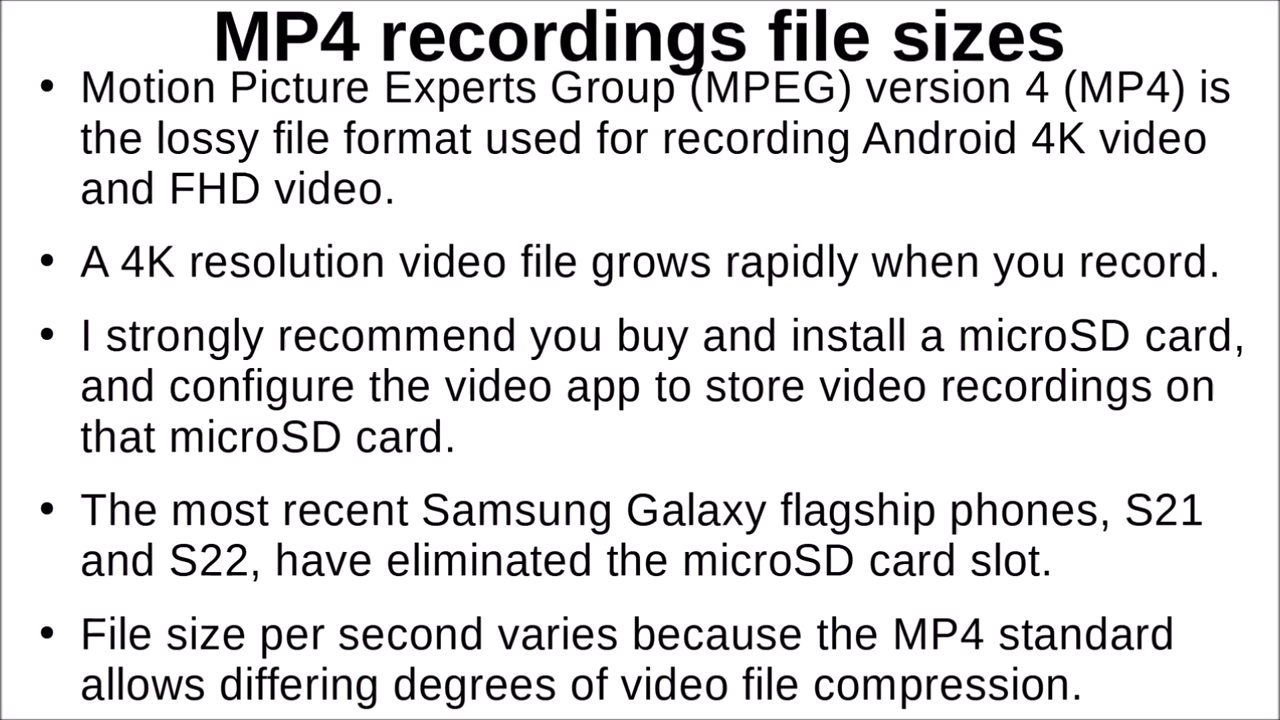 MP4 recordings file sizes
• Motion Picture Experts Group (MPEG) version 4 (MP4) is
the lossy file format used for recording Android 4K video
and FHD video.
• A 4K resolution video file grows rapidly when you record.
• I strongly recommend you buy and install a microSD card,
and configure the video app to store video recordings on
that microSD card.
• The most recent Samsung Galaxy flagship phones, S21
and S22, have eliminated the microSD card slot.
• File size per second varies because the MP4 standard
allows differing degrees of video file compression.